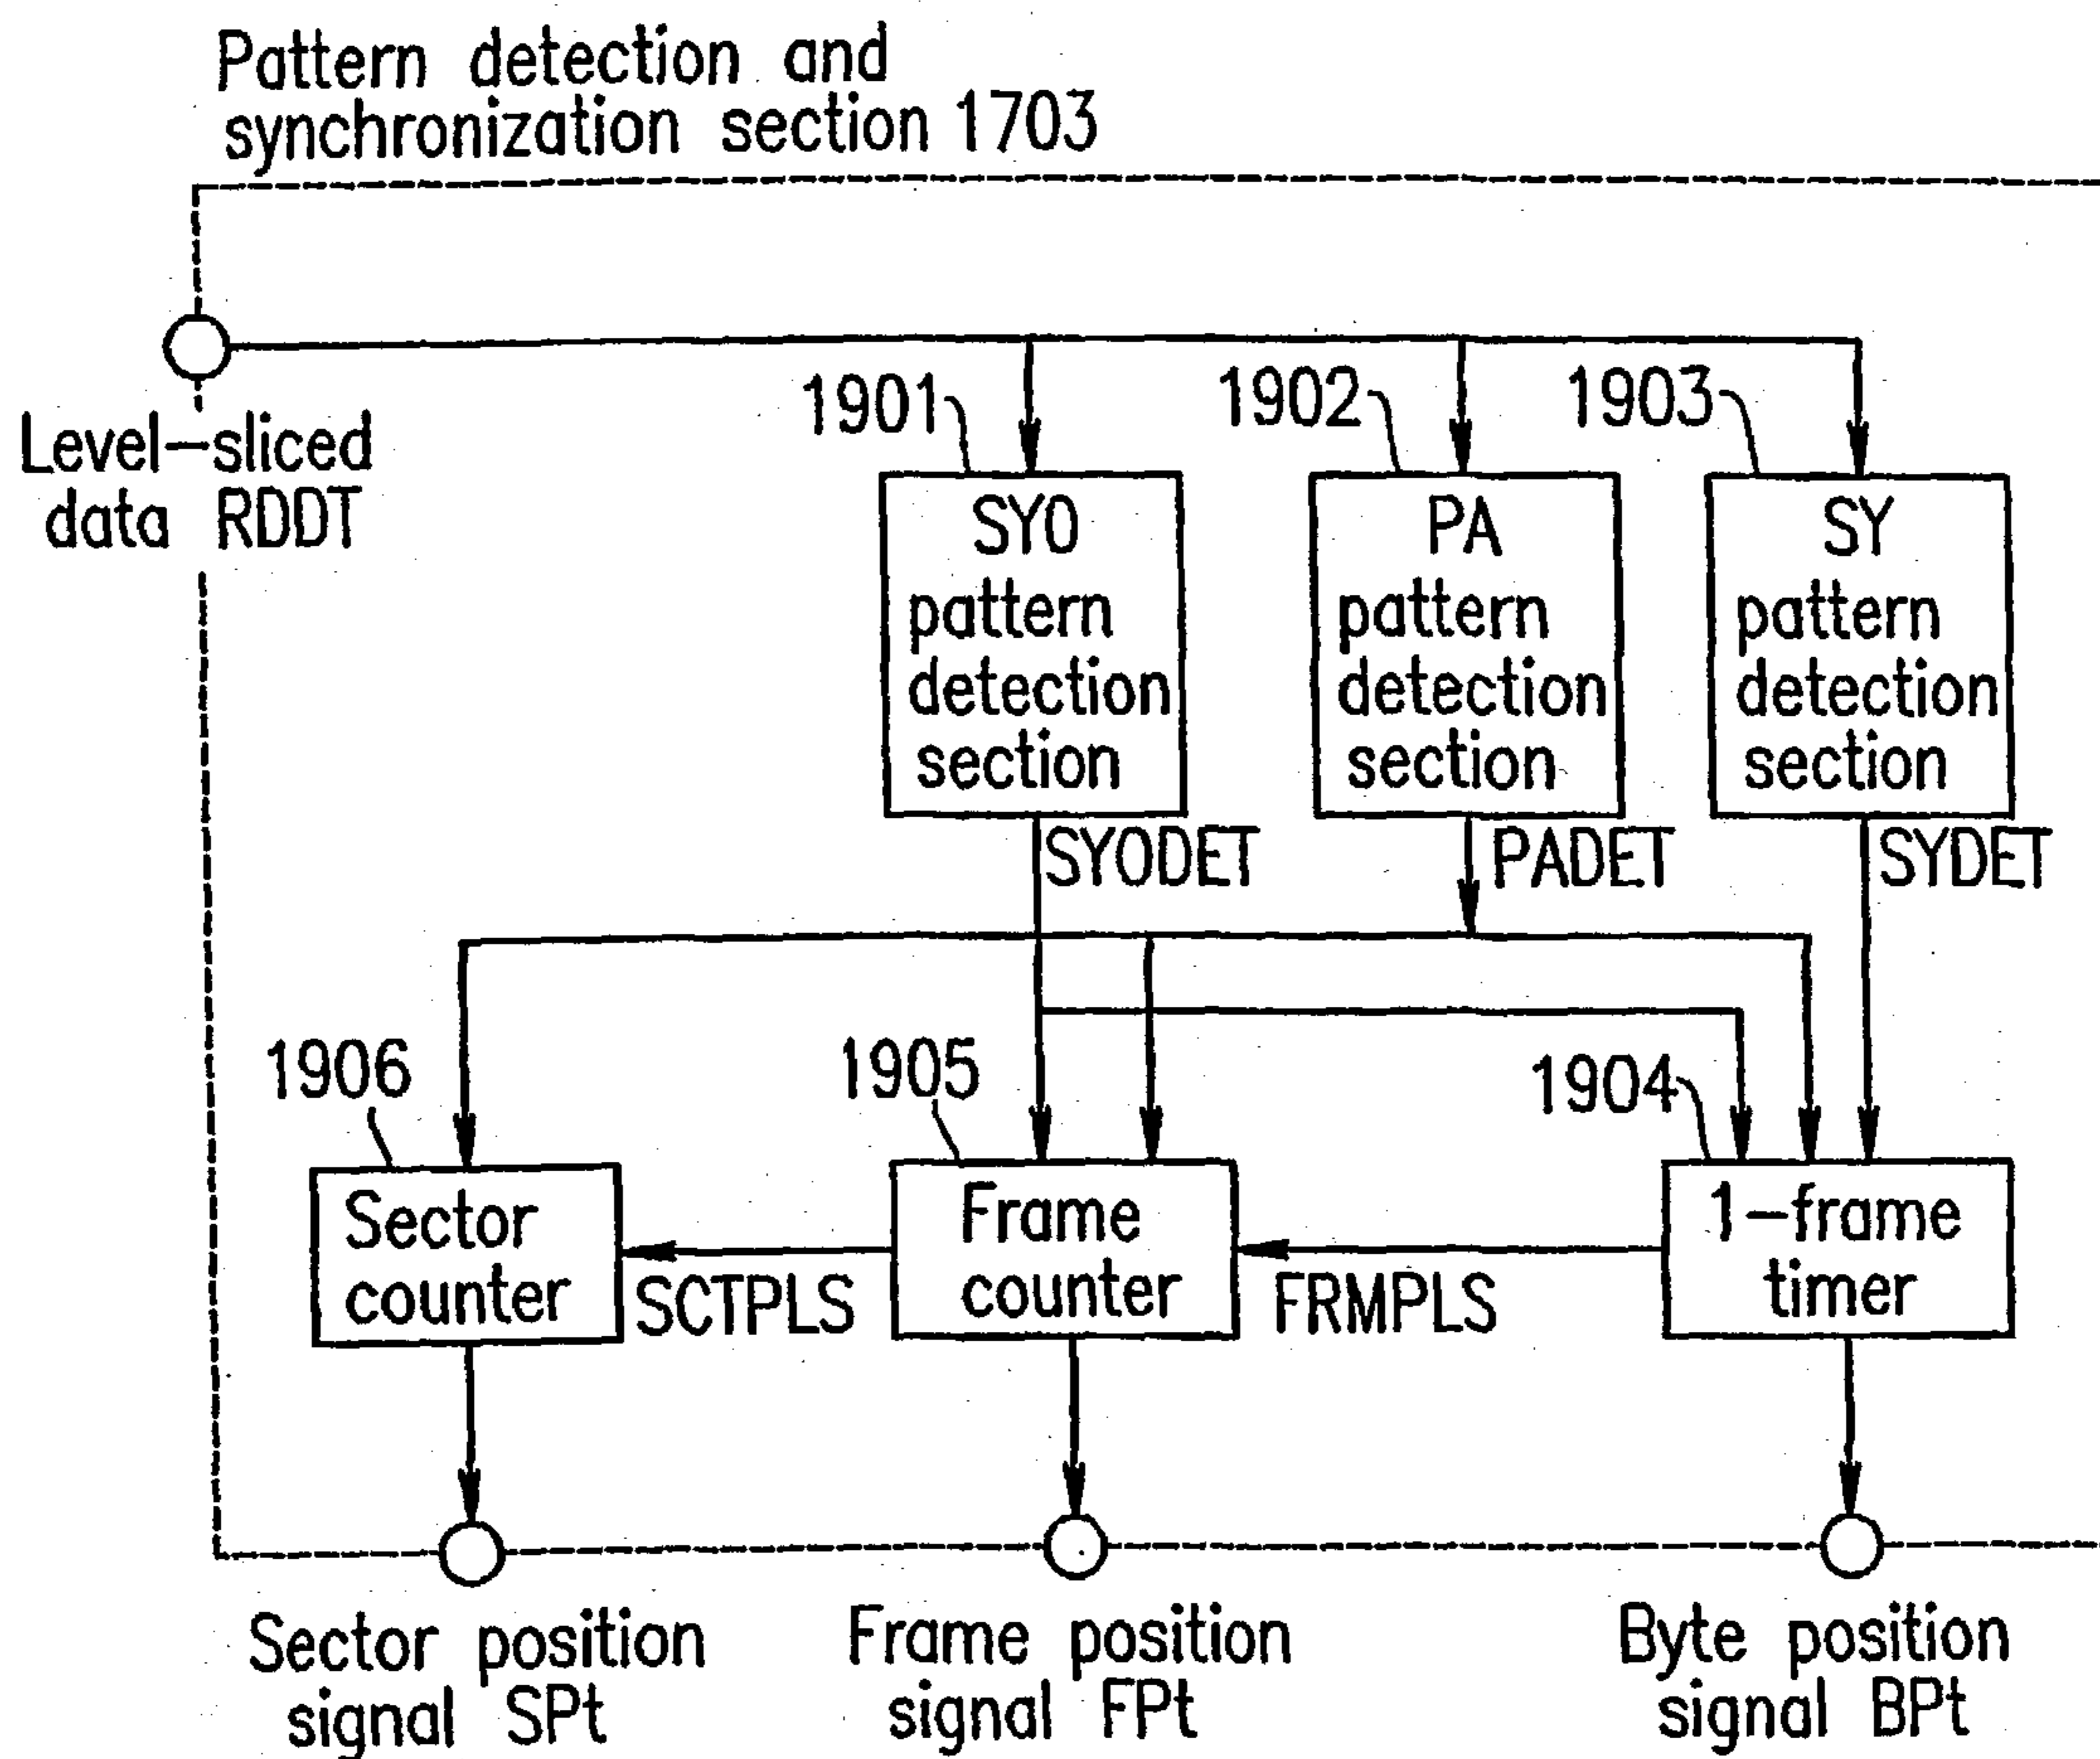 Pattern detection and
synchronization section 1703
Level-sliced
data RDDT
1901
1902
1903
SY0
pattern
detection
section
PA
pattern
detection
section
SY
pattern
detection
section
SY0DET
PADET
SYDET
1906
1905
1904
Sector
counter
SCTPLS
Frame
counter
FRMPLS
1-frame
timer
Sector position
signal SPt
Frame position
signal FPt
Byte position
signal BPt